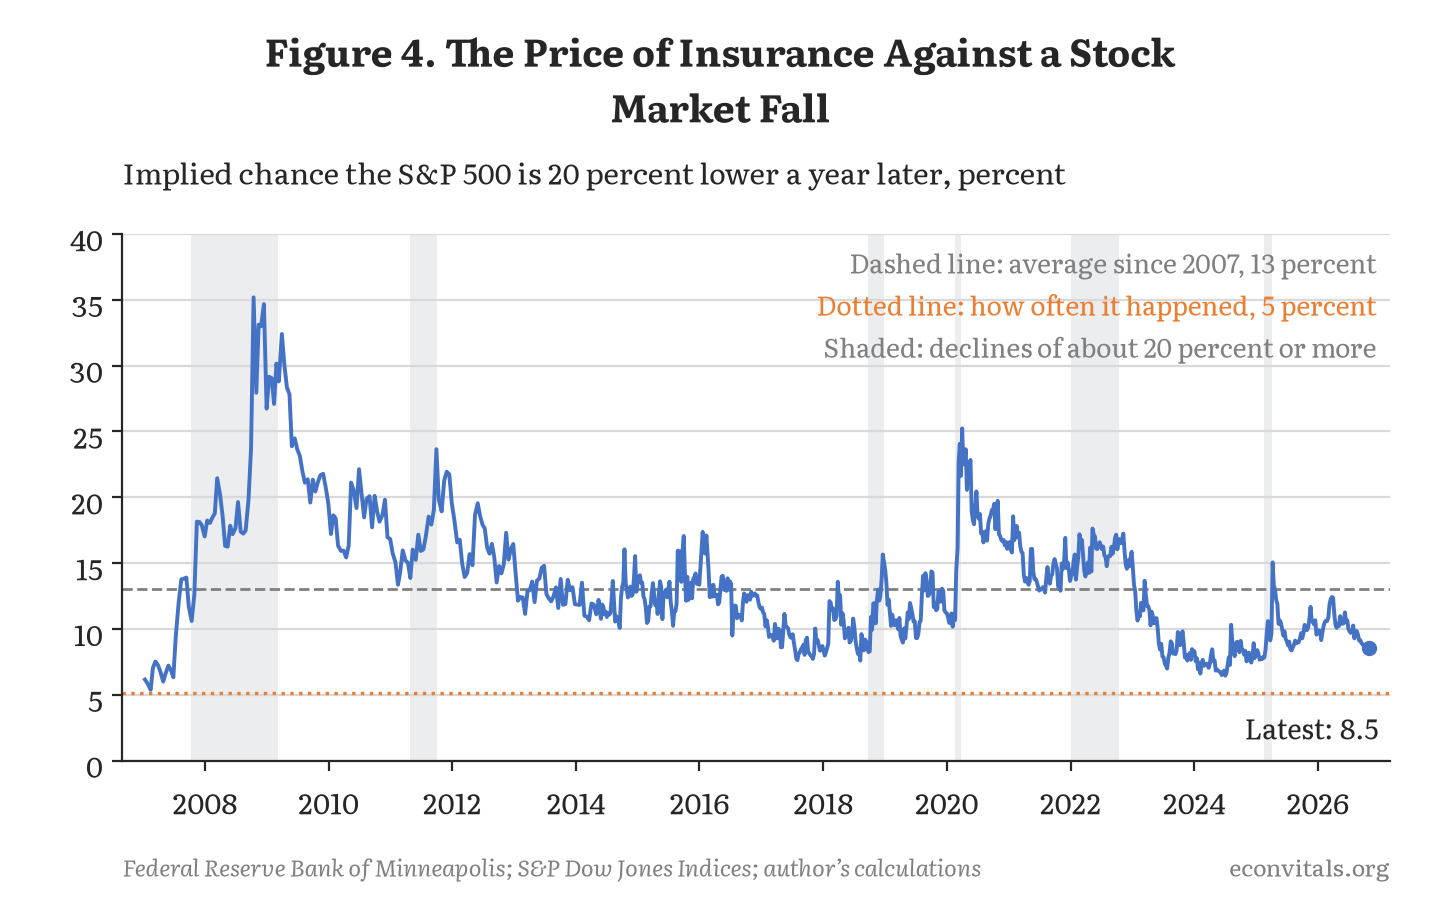 Figure 4. The Price of Insurance Against a Stock
Market Fall
Implied chance the S&P 500 is 20 percent lower a year later, percent
40
35
30
25
20
15
10
5
0
Dashed line: average since 2007, 13 percent
Dotted line: how often it happened, 5 percent
Shaded: declines of about 20 percent or more
Latest: 8.5
2008 2010 2012 2014 2016 2018 2020 2022 2024 2026
Federal Reserve Bank of Minneapolis; S&P Dow Jones Indices; author's calculations
econvitals.org